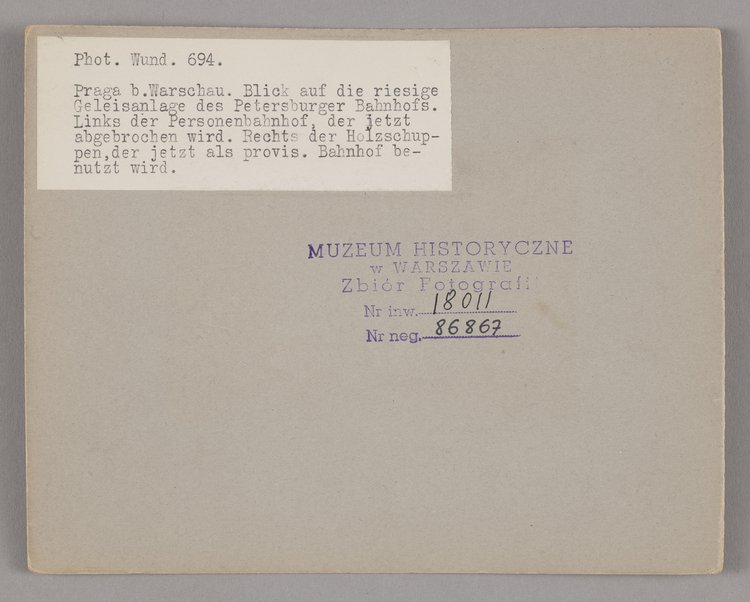 Phot. Wund. 694.
Praga b.Warschau. Blick auf die riesige
Geleisanlage des Petersburger Bahnhofs.
Links der Personenbahnhof, der jetzt
abgebrochen wird. Rechts der Holzschup-
pen,der jetzt als provis. Bahnhof be-
nutzt wird.
MUZEUM HISTORYCZNE
w WARSZAWIE
Zbiór Fotografii
Nr inw. 18011
Nr neg. 86867